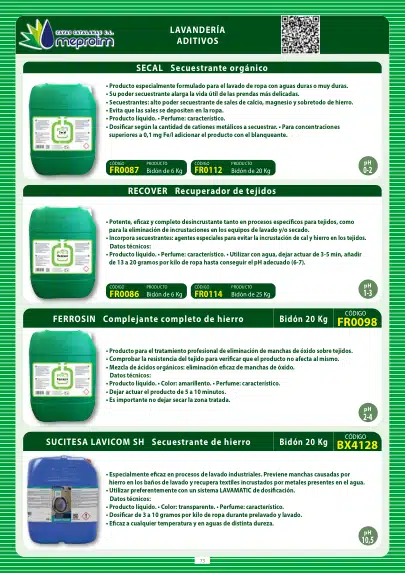 CUPRE CATALANAS S.L.
meprolim
LAVANDERÍA
ADITIVOS
SECAL Secuestrante orgánico
• Producto especialmente formulado para el lavado de ropa con aguas duras o muy duras.
• Su poder secuestrante alarga la vida útil de las prendas más delicadas.
• Secuestrantes: alto poder secuestrante de sales de calcio, magnesio y sobretodo de hierro.
• Evita que las sales se depositen en la ropa.
• Producto líquido. • Perfume: característico.
• Dosificar según la cantidad de cationes metálicos a secuestrar. • Para concentraciones
superiores a 0,1 mg Fe/l adicionar el producto con el blanqueante.
CÓDIGO PRODUCTO CÓDIGO PRODUCTO
FR0087 Bidón de 6 Kg FR0112 Bidón de 20 Kg
pH
0-2
RECOVER Recuperador de tejidos
• Potente, eficaz y completo desincrustante tanto en procesos específicos para tejidos, como
para la eliminación de incrustaciones en los equipos de lavado y/o secado.
• Incorpora secuestrantes: agentes especiales para evitar la incrustación de cal y hierro en los tejidos.
Datos técnicos:
• Producto líquido. • Perfume: característico. • Utilizar con agua, dejar actuar de 3-5 min, añadir
de 13 a 20 gramos por kilo de ropa hasta conseguir el pH adecuado (6-7).
CÓDIGO PRODUCTO CÓDIGO PRODUCTO
FR0086 Bidón de 6 Kg FR0114 Bidón de 25 Kg
pH
1-3
FERROSIN Complejante completo de hierro Bidón 20 Kg CÓDIGO FR0098
• Producto para el tratamiento profesional de eliminación de manchas de óxido sobre tejidos.
• Comprobar la resistencia del tejido para verificar que el producto no afecta al mismo.
• Mezcla de ácidos orgánicos: eliminación eficaz de manchas de óxido.
Datos técnicos:
• Producto líquido. • Color: amarillento. • Perfume: característico.
• Dejar actuar el producto de 5 a 10 minutos.
• Es importante no dejar secar la zona tratada.
pH
2-4
SUCITESA LAVICOM SH Secuestrante de hierro Bidón 20 Kg CÓDIGO BX4128
• Especialmente eficaz en procesos de lavado industriales. Previene manchas causadas por
hierro en los baños de lavado y recupera textiles incrustados por metales presentes en el agua.
• Utilizar preferentemente con un sistema LAVAMATIC de dosificación.
Datos técnicos:
• Producto líquido. • Color: transparente. • Perfume: característico.
• Dosificar de 3 a 10 gramos por kilo de ropa durante prelavado y lavado.
• Eficaz a cualquier temperatura y en aguas de distinta dureza.
pH
10,5